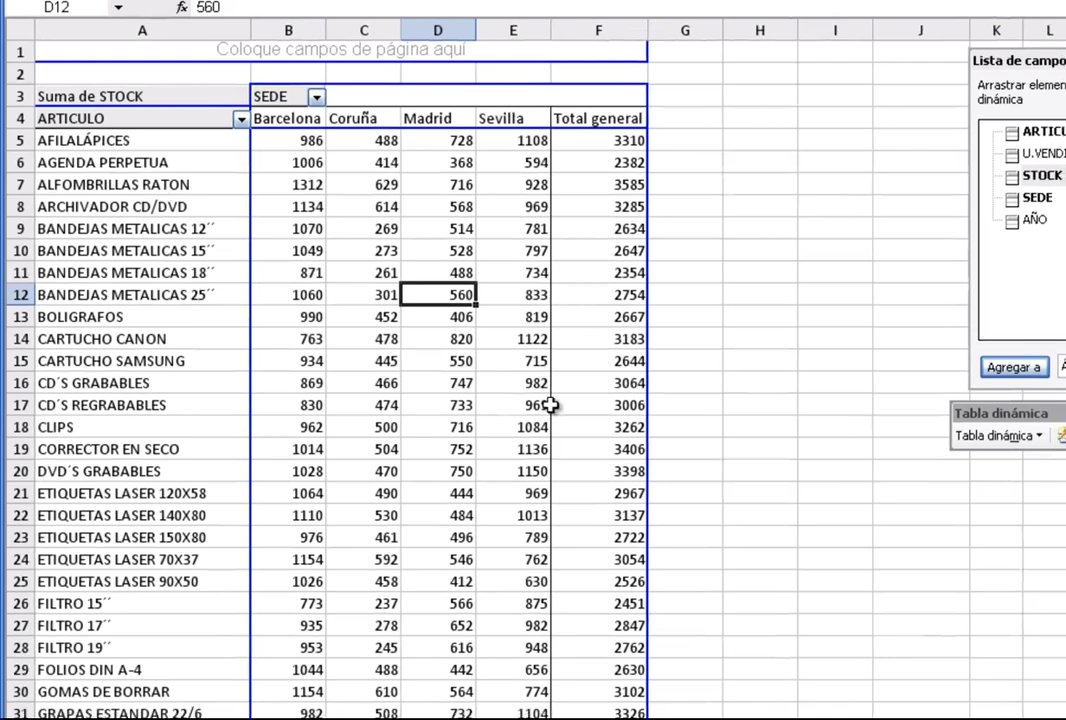 D12 fx 560
A B C D E F G H I J K L
1 Coloque campos de página aquí
2
3 Suma de STOCK SEDE
4 ARTICULO Barcelona Coruña Madrid Sevilla Total general
5 AFILALÁPICES 986 488 728 1108 3310
6 AGENDA PERPETUA 1006 414 368 594 2382
7 ALFOMBRILLAS RATON 1312 629 716 928 3585
8 ARCHIVADOR CD/DVD 1134 614 568 969 3285
9 BANDEJAS METALICAS 12´´ 1070 269 514 781 2634
10 BANDEJAS METALICAS 15´´ 1049 273 528 797 2647
11 BANDEJAS METALICAS 18´´ 871 261 488 734 2354
12 BANDEJAS METALICAS 25´´ 1060 301 560 833 2754
13 BOLIGRAFOS 990 452 406 819 2667
14 CARTUCHO CANON 763 478 820 1122 3183
15 CARTUCHO SAMSUNG 934 445 550 715 2644
16 CD´S GRABABLES 869 466 747 982 3064
17 CD´S REGRABABLES 830 474 733 3006
18 CLIPS 962 500 716 1084 3262
19 CORRECTOR EN SECO 1014 504 752 1136 3406
20 DVD´S GRABABLES 1028 470 750 1150 3398
21 ETIQUETAS LASER 120X58 1064 490 444 969 2967
22 ETIQUETAS LASER 140X80 1110 530 484 1013 3137
23 ETIQUETAS LASER 150X80 976 461 496 789 2722
24 ETIQUETAS LASER 70X37 1154 592 546 762 3054
25 ETIQUETAS LASER 90X50 1026 458 412 630 2526
26 FILTRO 15´´ 773 237 566 875 2451
27 FILTRO 17´´ 935 278 652 982 2847
28 FILTRO 19´´ 953 245 616 948 2762
29 FOLIOS DIN A-4 1044 488 442 656 2630
30 GOMAS DE BORRAR 1154 610 564 774 3102
31 GRAPAS ESTANDAR 22/6 982 508 732 1104 3326
Lista de campo
Arrastrar elemen
dinámica
ARTICU
U.VENDI
STOCK
SEDE
AÑO
Agregar a
Tabla dinámica
Tabla dinámica